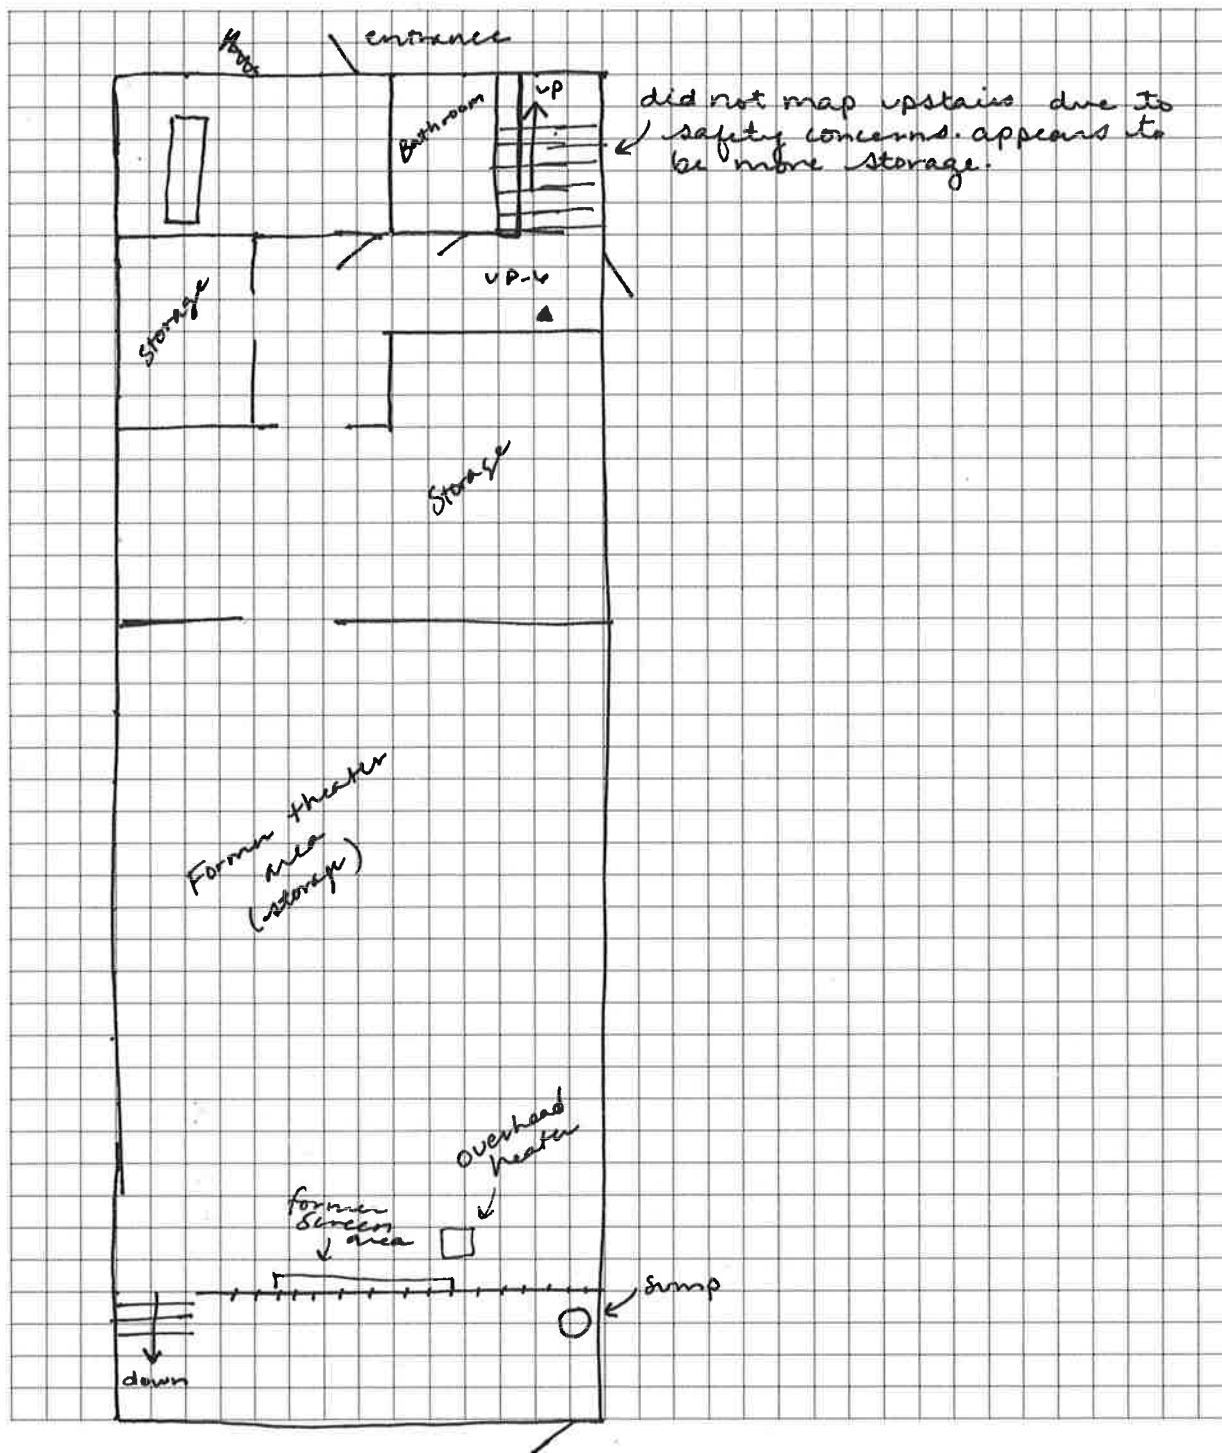 entrance
up
Bathroom
did not map upstairs due to
safety concerns. appears to
be more storage.
Storage
Storage
Former theater
area
(storage)
overhead
heater
former
screen
area
sump
down